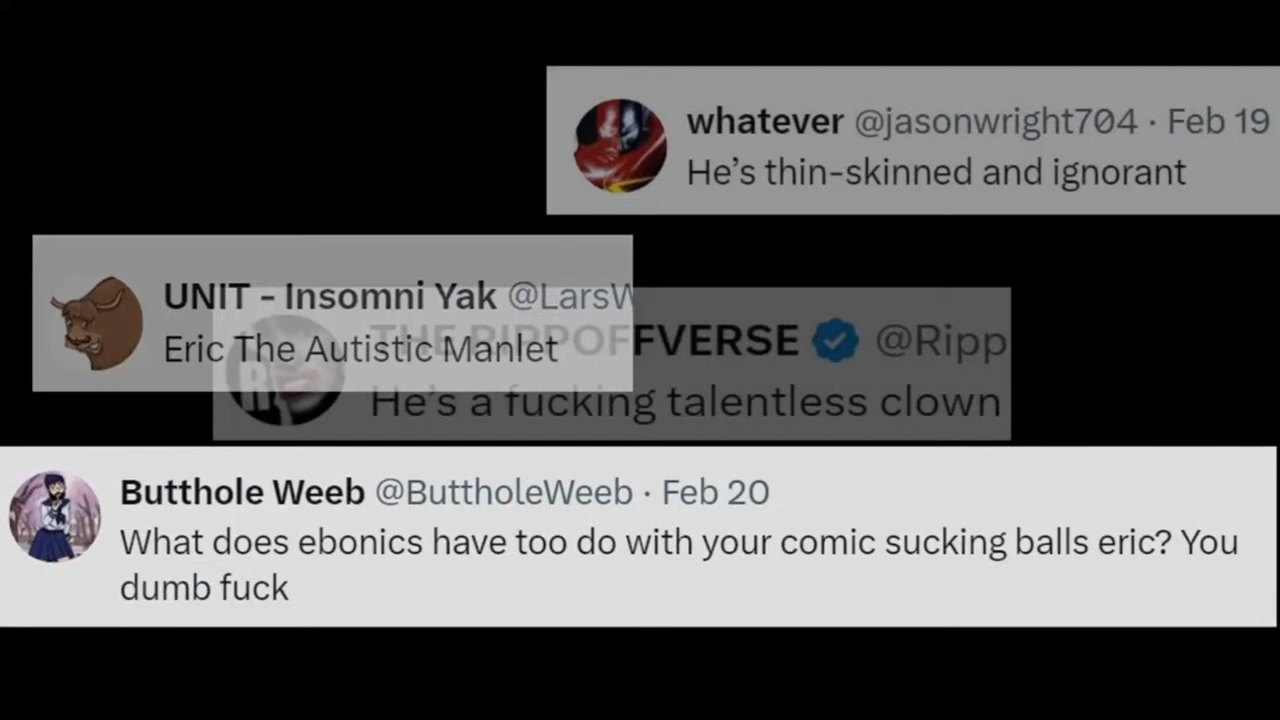 whatever @jasonwright704 · Feb 19
He's thin-skinned and ignorant
UNIT - Insomni Yak @LarsW
Eric The Autistic Manlet
THE RIPPOFFVERSE @Ripp
He's a fucking talentless clown
Butthole Weeb @ButtholeWeeb · Feb 20
What does ebonics have too do with your comic sucking balls eric? You
dumb fuck